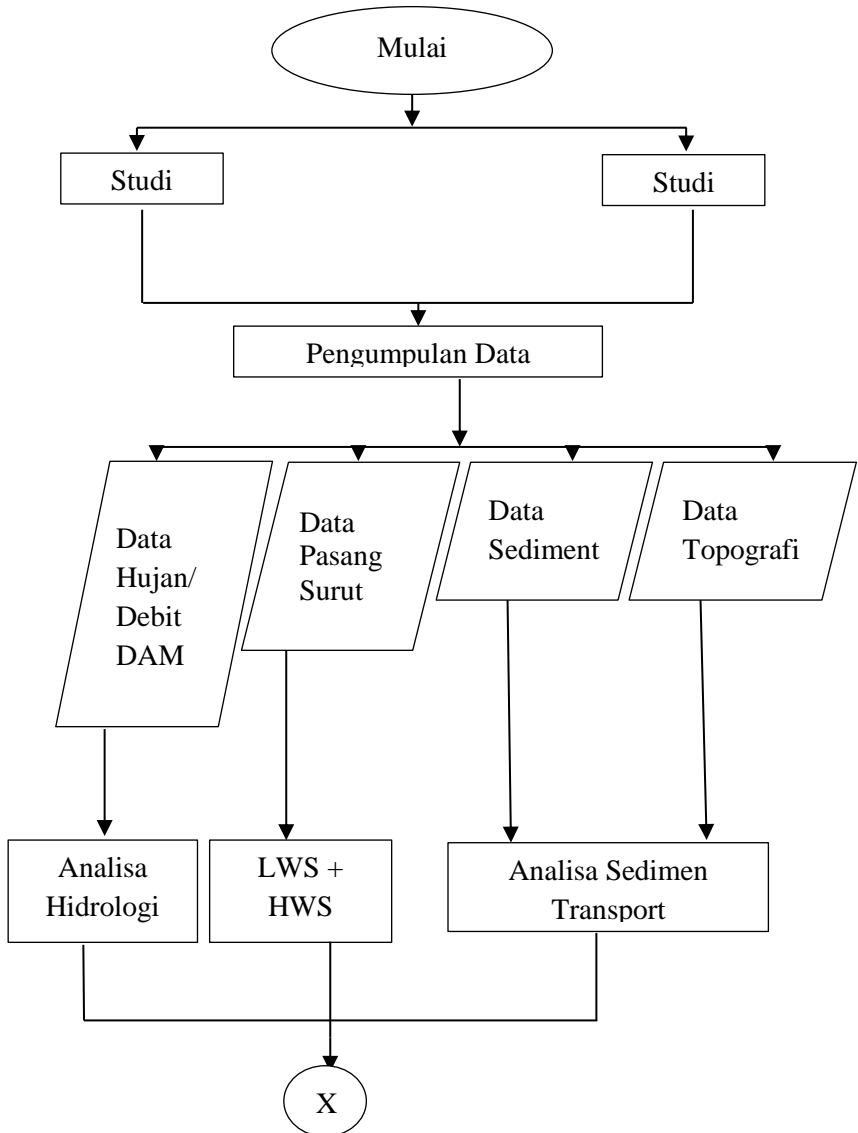 Mulai
Studi
Studi
Pengumpulan Data
Data
Hujan/
Debit
DAM
Data
Pasang
Surut
Data
Sediment
Data
Topografi
Analisa
Hidrologi
LWS +
HWS
Analisa Sedimen
Transport
X